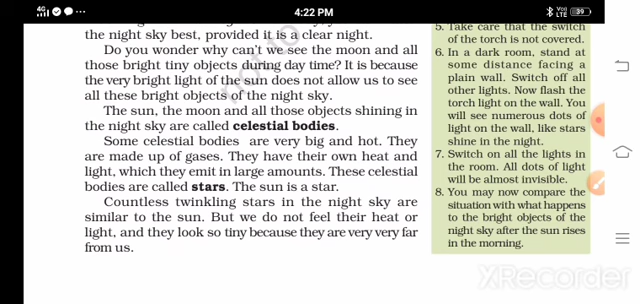 4:22 PM
Vo)
LTE
39
the night sky best, provided it is a clear night.
Do you wonder why can't we see the moon and all
those bright tiny objects during day time? It is because
the very bright light of the sun does not allow us to see
all these bright objects of the night sky.
The sun, the moon and all those objects shining in
the night sky are called celestial bodies.
Some celestial bodies are very big and hot. They
are made up of gases. They have their own heat and
light, which they emit in large amounts. These celestial
bodies are called stars. The sun is a star.
Countless twinkling stars in the night sky are
similar to the sun. But we do not feel their heat or
light, and they look so tiny because they are very very far
from us.
5. Take care that the switch
of the torch is not covered.
6. In a dark room, stand at
some distance facing a
plain wall. Switch off all
other lights. Now flash the
torch light on the wall. You
will see numerous dots of
light on the wall, like stars
shine in the night.
7. Switch on all the lights in
the room. All dots of light
will be almost invisible.
8. You may now compare the
situation with what happens
to the bright objects of the
night sky after the sun rises
in the morning.
XRECORDER